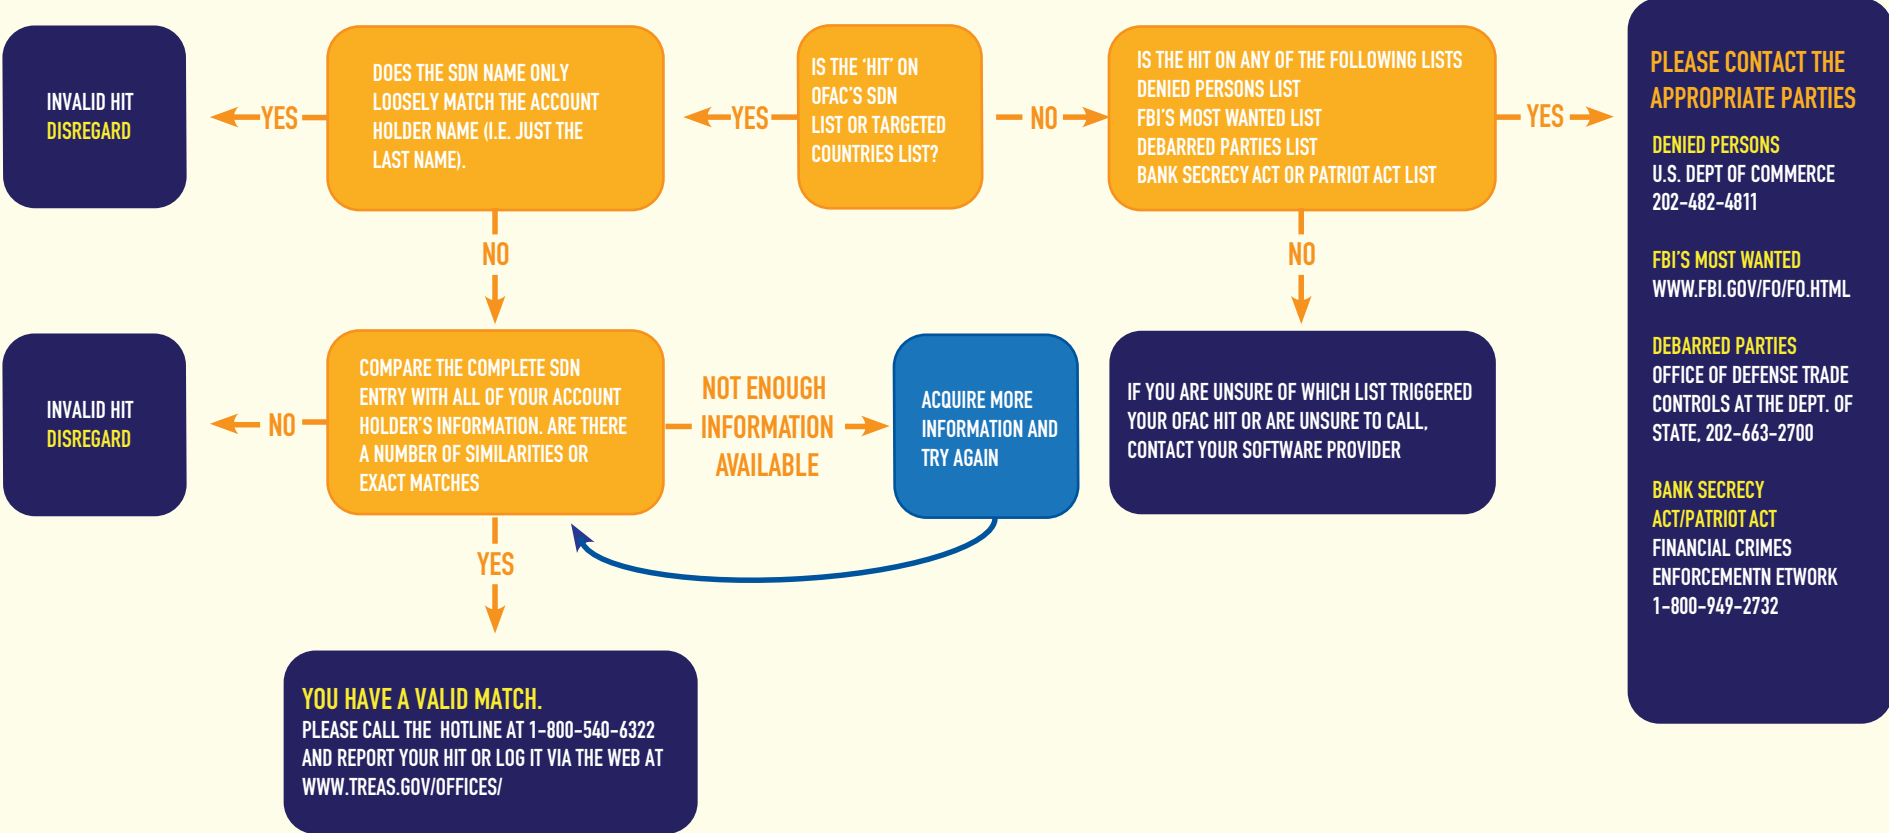 INVALID HIT
DISREGARD
YES
DOES THE SDN NAME ONLY
LOOSELY MATCH THE ACCOUNT
HOLDER NAME (I.E. JUST THE
LAST NAME).
YES
IS THE ‘HIT’ ON
OFAC'S SDN
LIST OR TARGETED
COUNTRIES LIST?
NO
IS THE HIT ON ANY OF THE FOLLOWING LISTS
DENIED PERSONS LIST
FBI'S MOST WANTED LIST
DEBARRED PARTIES LIST
BANK SECRECY ACT OR PATRIOT ACT LIST
YES
PLEASE CONTACT THE
APPROPRIATE PARTIES
DENIED PERSONS
U.S. DEPT OF COMMERCE
202-482-4811
FBI'S MOST WANTED
WWW.FBI.GOV/FO/FO.HTML
DEBARRED PARTIES
OFFICE OF DEFENSE TRADE
CONTROLS AT THE DEPT. OF
STATE, 202-663-2700
BANK SECRECY
ACT/PATRIOT ACT
FINANCIAL CRIMES
ENFORCEMENTN ETWORK
1-800-949-2732
NO
NO
INVALID HIT
DISREGARD
NO
COMPARE THE COMPLETE SDN
ENTRY WITH ALL OF YOUR ACCOUNT
HOLDER'S INFORMATION. ARE THERE
A NUMBER OF SIMILARITIES OR
EXACT MATCHES
NOT ENOUGH
INFORMATION
AVAILABLE
ACQUIRE MORE
INFORMATION AND
TRY AGAIN
IF YOU ARE UNSURE OF WHICH LIST TRIGGERED
YOUR OFAC HIT OR ARE UNSURE TO CALL,
CONTACT YOUR SOFTWARE PROVIDER
YES
YOU HAVE A VALID MATCH.
PLEASE CALL THE HOTLINE AT 1-800-540-6322
AND REPORT YOUR HIT OR LOG IT VIA THE WEB AT
WWW.TREAS.GOV/OFFICES/